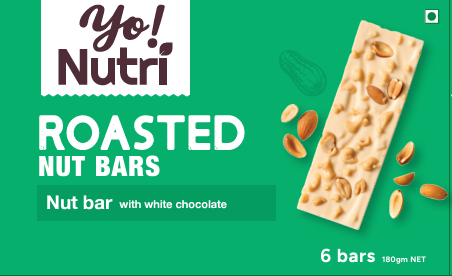 Yo!
Nutri
ROASTED
NUT BARS
Nut bar with white chocolate
6 bars 180gm NET